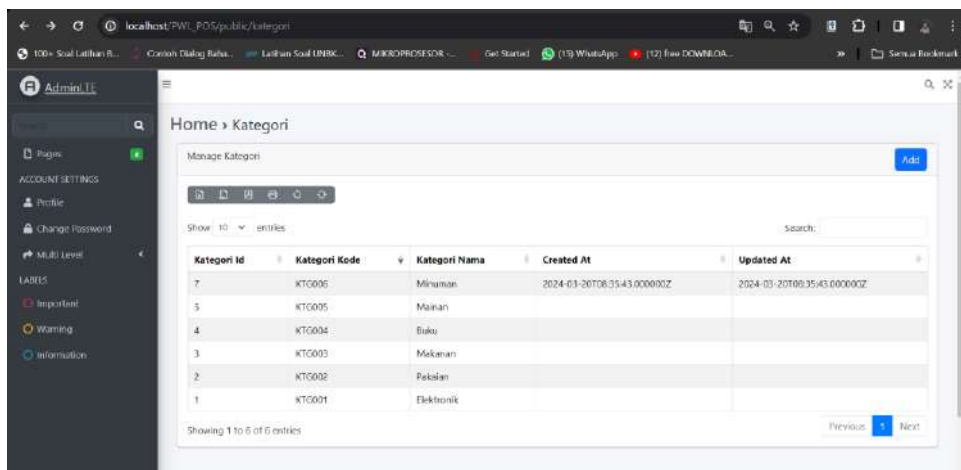 localhost/PWL_POS/public/kategori
100+ Soal Latihan B... Contoh Dialog Baha... Latihan Soal UNBK... MIKROPROSESOR -... Get Started (15) WhatsApp (12) free DOWNLOA... » Semua Bookmark
AdminLTE
Home › Kategori
Manage Kategori Add
Pages 4
ACCOUNT SETTINGS
Profile
Change Password
Multi Level
LABELS
Important
Warning
Information
Show 10 entries Search:
Kategori Id Kategori Kode Kategori Nama Created At Updated At
7 KTG006 Minuman 2024-03-20T08:35:43.000000Z 2024-03-20T08:35:43.000000Z
5 KTG005 Mainan
4 KTG004 Buku
3 KTG003 Makanan
2 KTG002 Pakaian
1 KTG001 Elektronik
Showing 1 to 6 of 6 entries Previous 1 Next